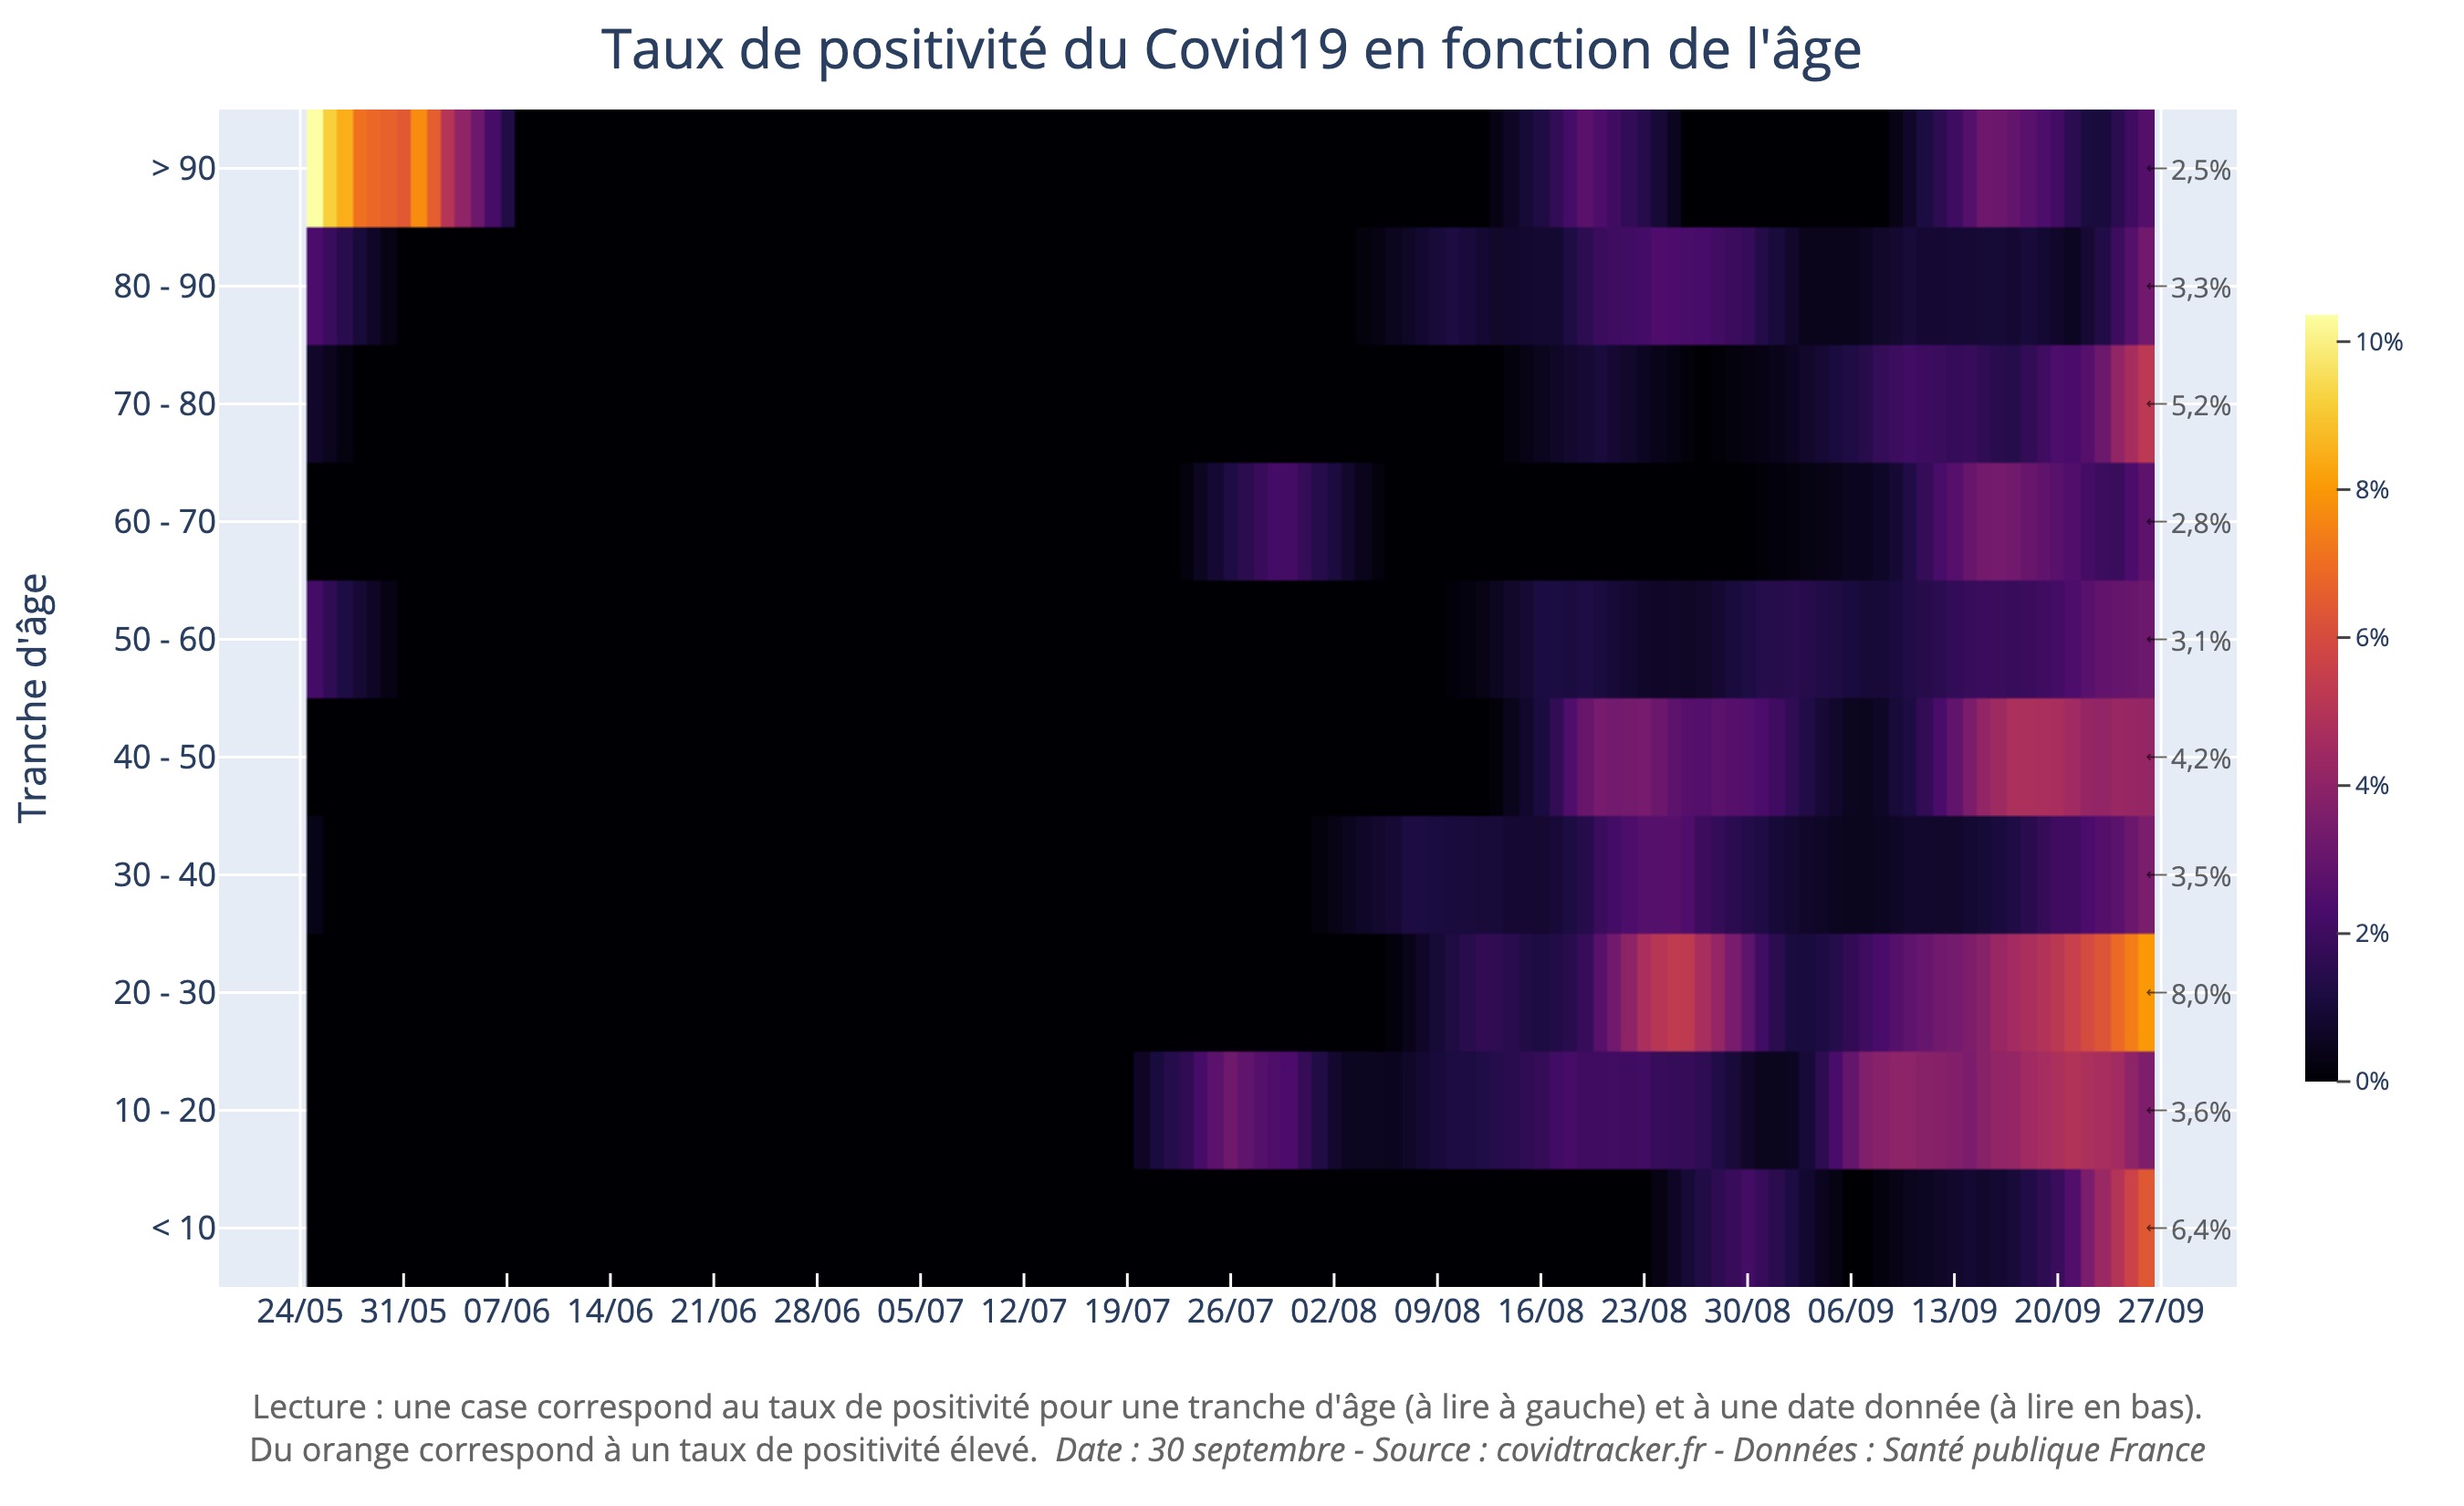 Taux de positivité du Covid19 en fonction de l'âge
Tranche d'âge
> 90
80 - 90
70 - 80
60 - 70
50 - 60
40 - 50
30 - 40
20 - 30
10 - 20
< 10
2,5%
3,3%
5,2%
2,8%
3,1%
4,2%
3,5%
8,0%
3,6%
6,4%
10%
8%
6%
4%
2%
0%
24/05 31/05 07/06 14/06 21/06 28/06 05/07 12/07 19/07 26/07 02/08 09/08 16/08 23/08 30/08 06/09 13/09 20/09 27/09
Lecture : une case correspond au taux de positivité pour une tranche d'âge (à lire à gauche) et à une date donnée (à lire en bas).
Du orange correspond à un taux de positivité élevé. Date : 30 septembre - Source : covidtracker.fr - Données : Santé publique France